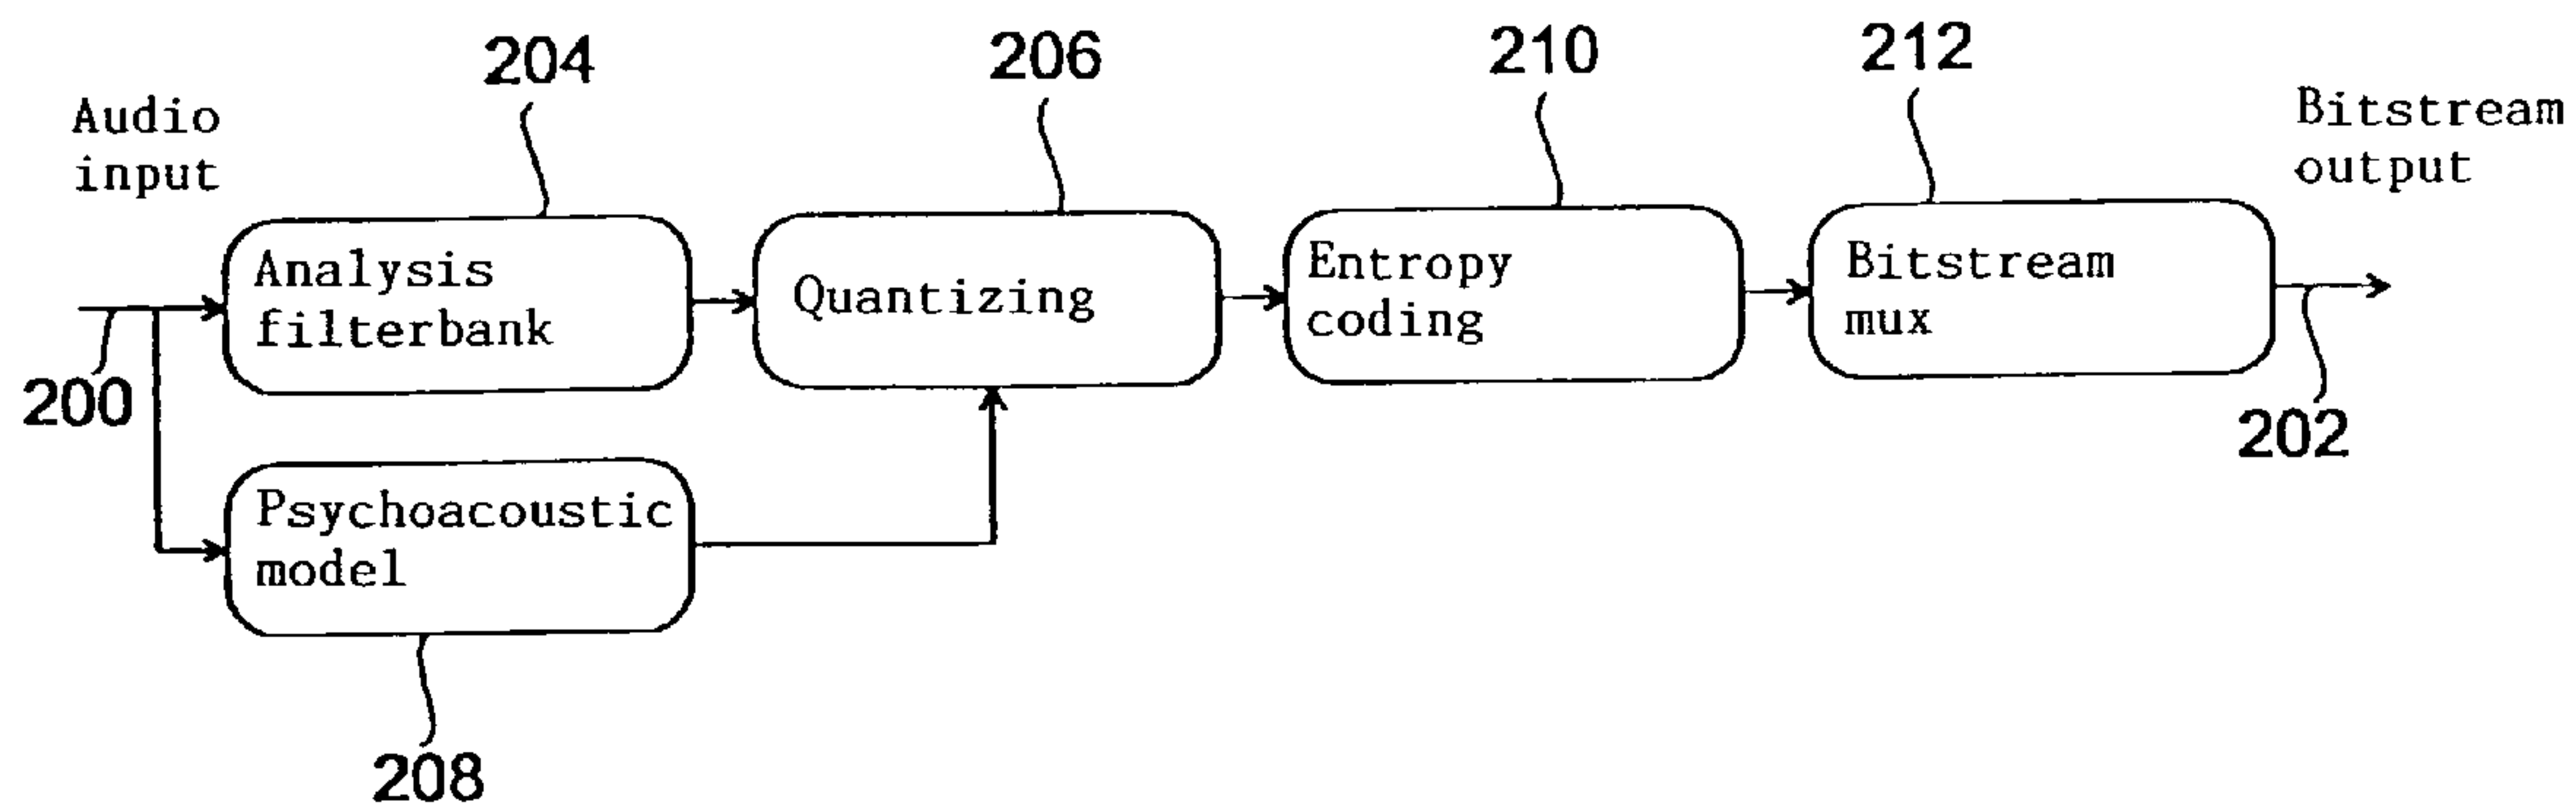 204
206
210
212
Audio
input
Bitstream
output
Analysis
filterbank
Quantizing
Entropy
coding
Bitstream
mux
200
202
Psychoacoustic
model
208